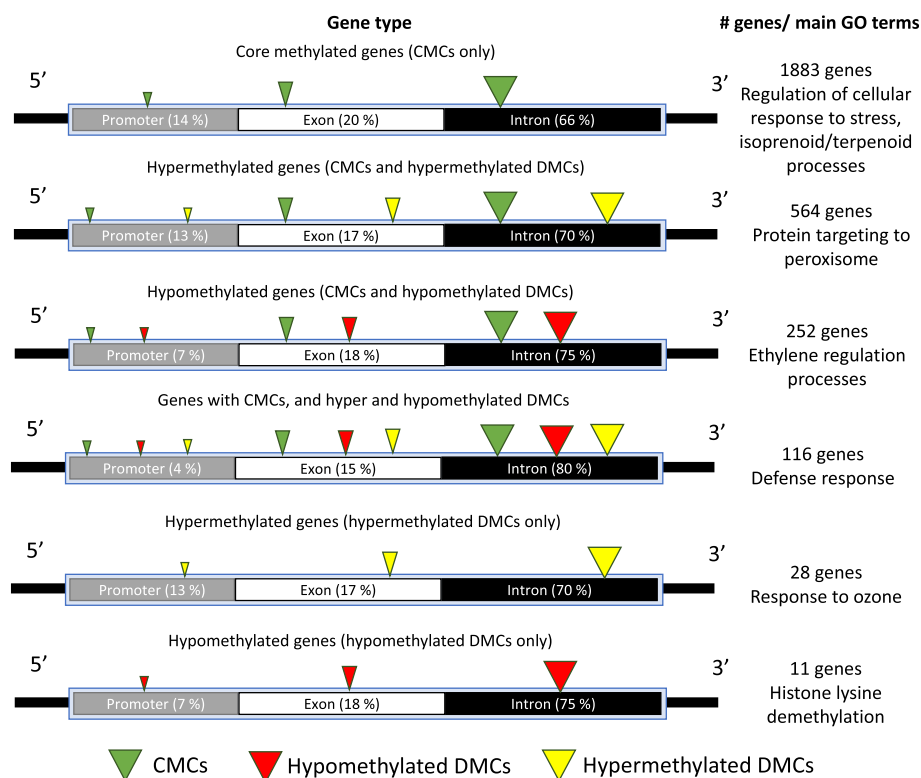 Gene type
# genes/ main GO terms
Core methylated genes (CMCs only)
5’
3’
Promoter (14 %)
Exon (20 %)
Intron (66 %)
1883 genes
Regulation of cellular
response to stress,
isoprenoid/terpenoid
processes
Hypermethylated genes (CMCs and hypermethylated DMCs)
5’
3’
Promoter (13 %)
Exon (17 %)
Intron (70 %)
564 genes
Protein targeting to
peroxisome
Hypomethylated genes (CMCs and hypomethylated DMCs)
5’
3’
Promoter (7 %)
Exon (18 %)
Intron (75 %)
252 genes
Ethylene regulation
processes
Genes with CMCs, and hyper and hypomethylated DMCs
5’
3’
Promoter (4 %)
Exon (15 %)
Intron (80 %)
116 genes
Defense response
Hypermethylated genes (hypermethylated DMCs only)
5’
3’
Promoter (13 %)
Exon (17 %)
Intron (70 %)
28 genes
Response to ozone
Hypomethylated genes (hypomethylated DMCs only)
5’
3’
Promoter (7 %)
Exon (18 %)
Intron (75 %)
11 genes
Histone lysine
demethylation
CMCs
Hypomethylated DMCs
Hypermethylated DMCs